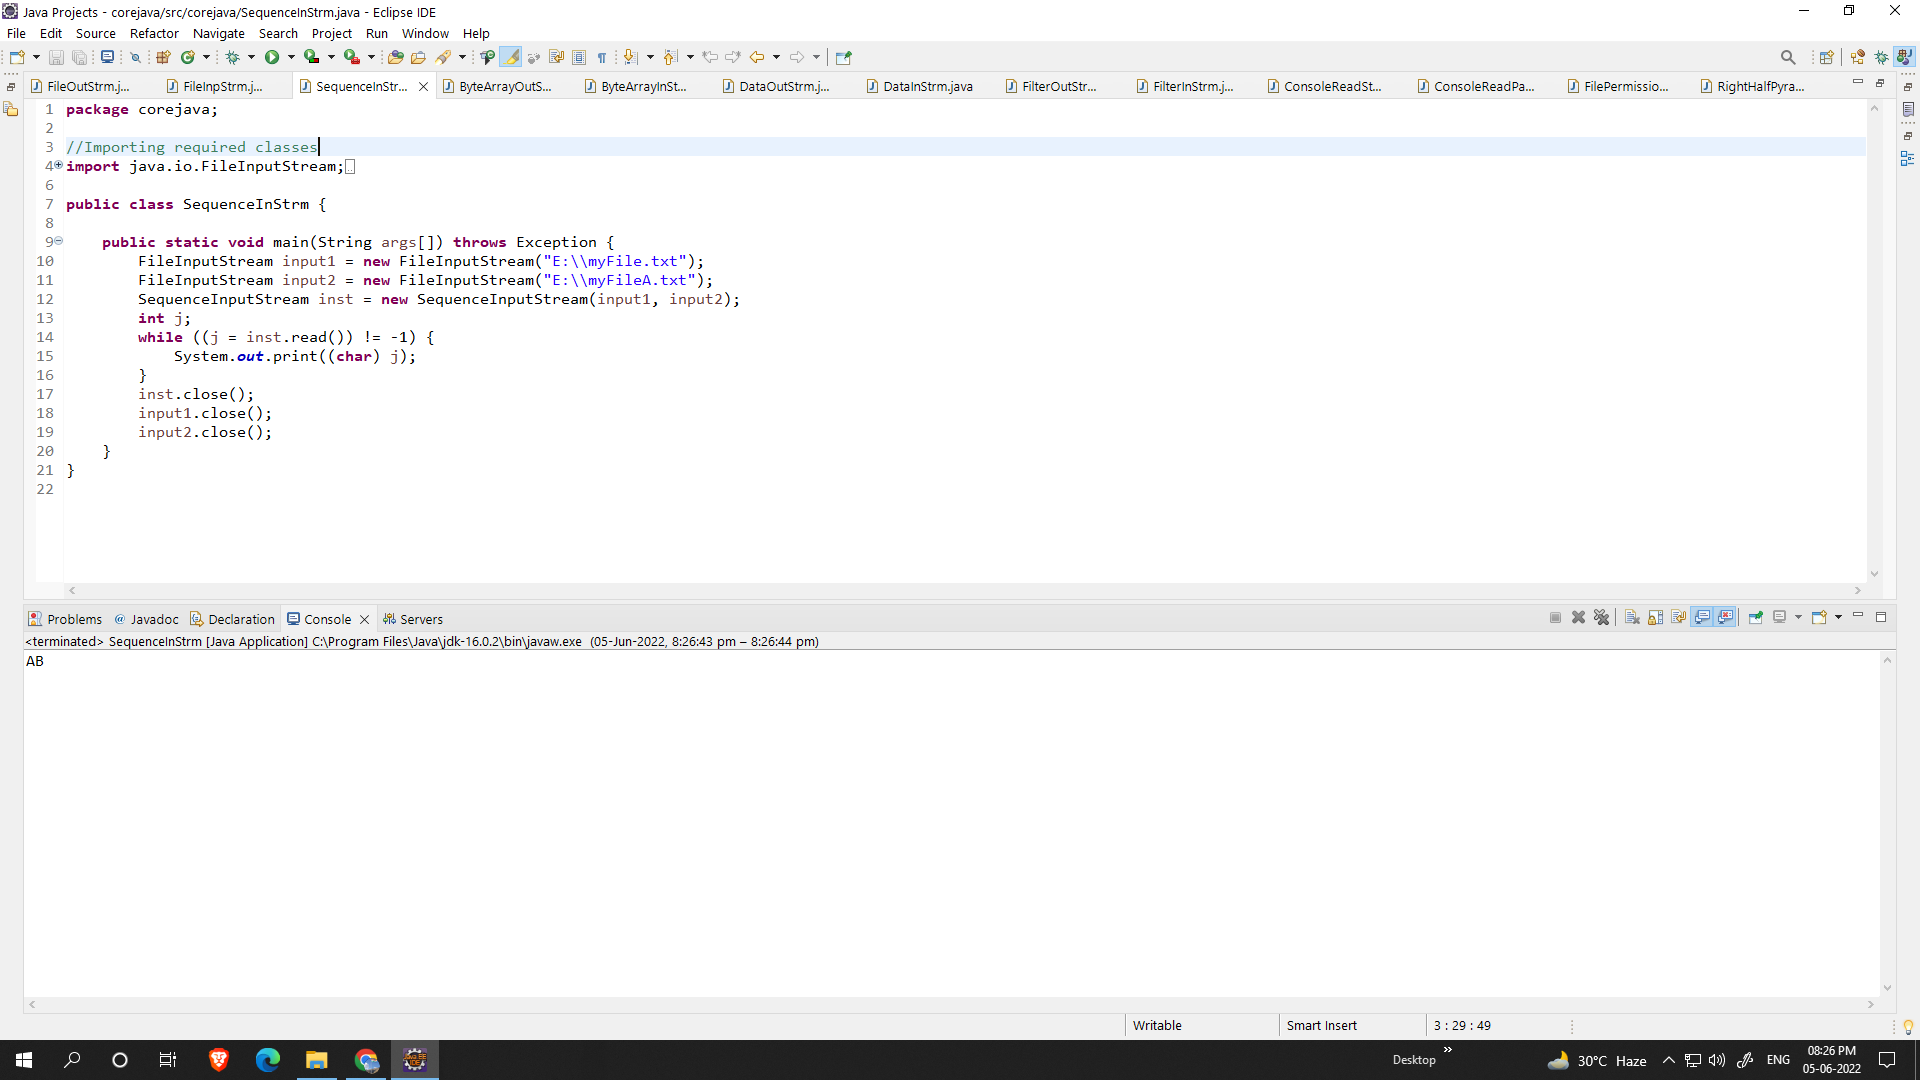 Java Projects - corejava/src/corejava/SequenceInStrm.java - Eclipse IDE
File Edit Source Refactor Navigate Search Project Run Window Help
FileOutStrm.j... FileInpStrm.j... SequenceInStr... ByteArrayOutS... ByteArrayInSt... DataOutStrm.j... DataInStrm.java FilterOutStr... FilterInStrm.j... ConsoleReadSt... ConsoleReadPa... FilePermissio... RightHalfPyra...
1 package corejava;
2
3 //Importing required classes
4 import java.io.FileInputStream;
6
7 public class SequenceInStrm {
8
9 public static void main(String args[]) throws Exception {
10 FileInputStream input1 = new FileInputStream("E:\\myFile.txt");
11 FileInputStream input2 = new FileInputStream("E:\\myFileA.txt");
12 SequenceInputStream inst = new SequenceInputStream(input1, input2);
13 int j;
14 while ((j = inst.read()) != -1) {
15 System.out.print((char) j);
16 }
17 inst.close();
18 input1.close();
19 input2.close();
20 }
21 }
22
Problems @ Javadoc Declaration Console Servers
<terminated> SequenceInStrm [Java Application] C:\Program Files\Java\jdk-16.0.2\bin\javaw.exe (05-Jun-2022, 8:26:43 pm – 8:26:44 pm)
AB
Writable Smart Insert 3 : 29 : 49
Desktop » 30°C Haze ENG 08:26 PM
05-06-2022